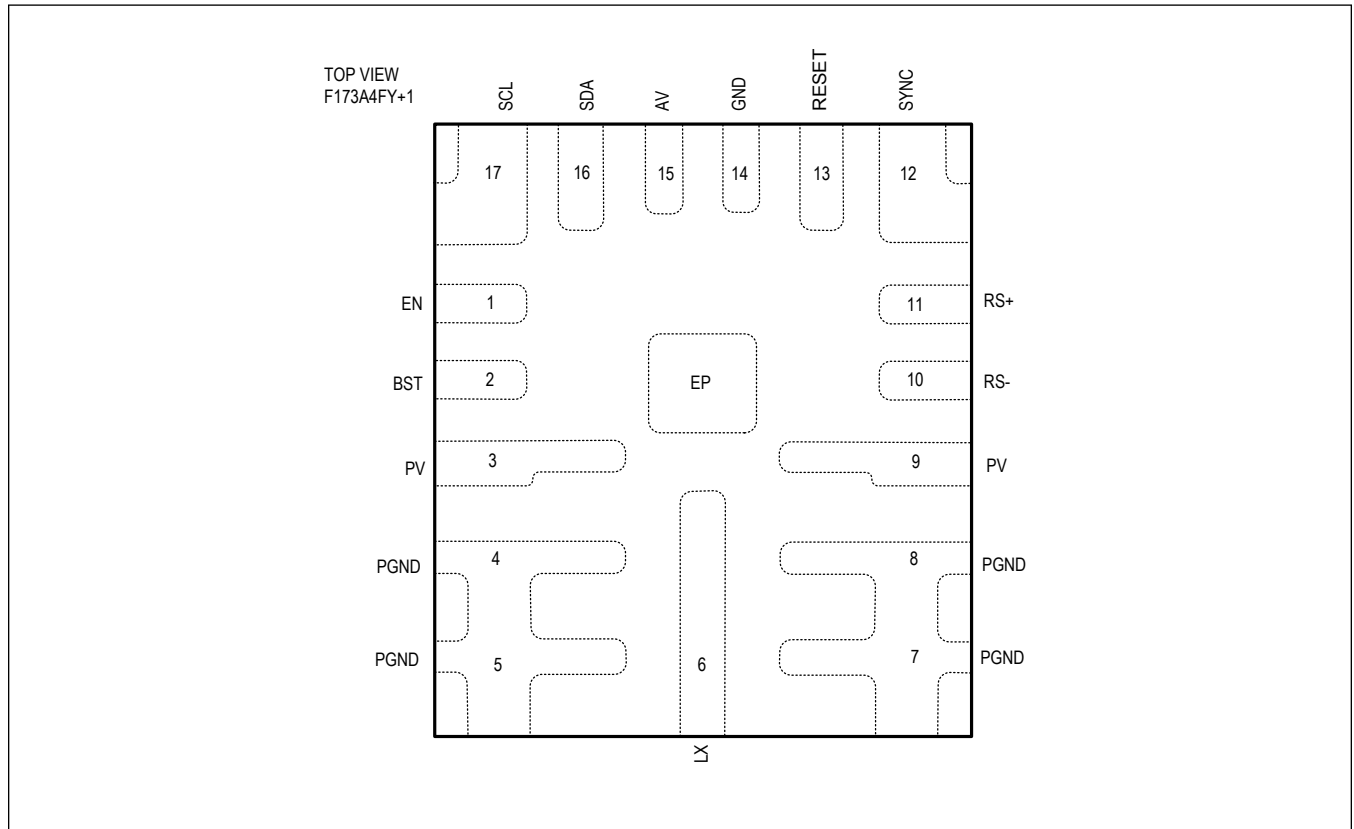 TOP VIEW
F173A4FY+1
SCL
SDA
AV
GND
RESET
SYNC
17
16
15
14
13
12
EN
1
11
RS+
BST
2
EP
10
RS-
PV
3
9
PV
PGND
4
8
PGND
PGND
5
6
7
PGND
LX